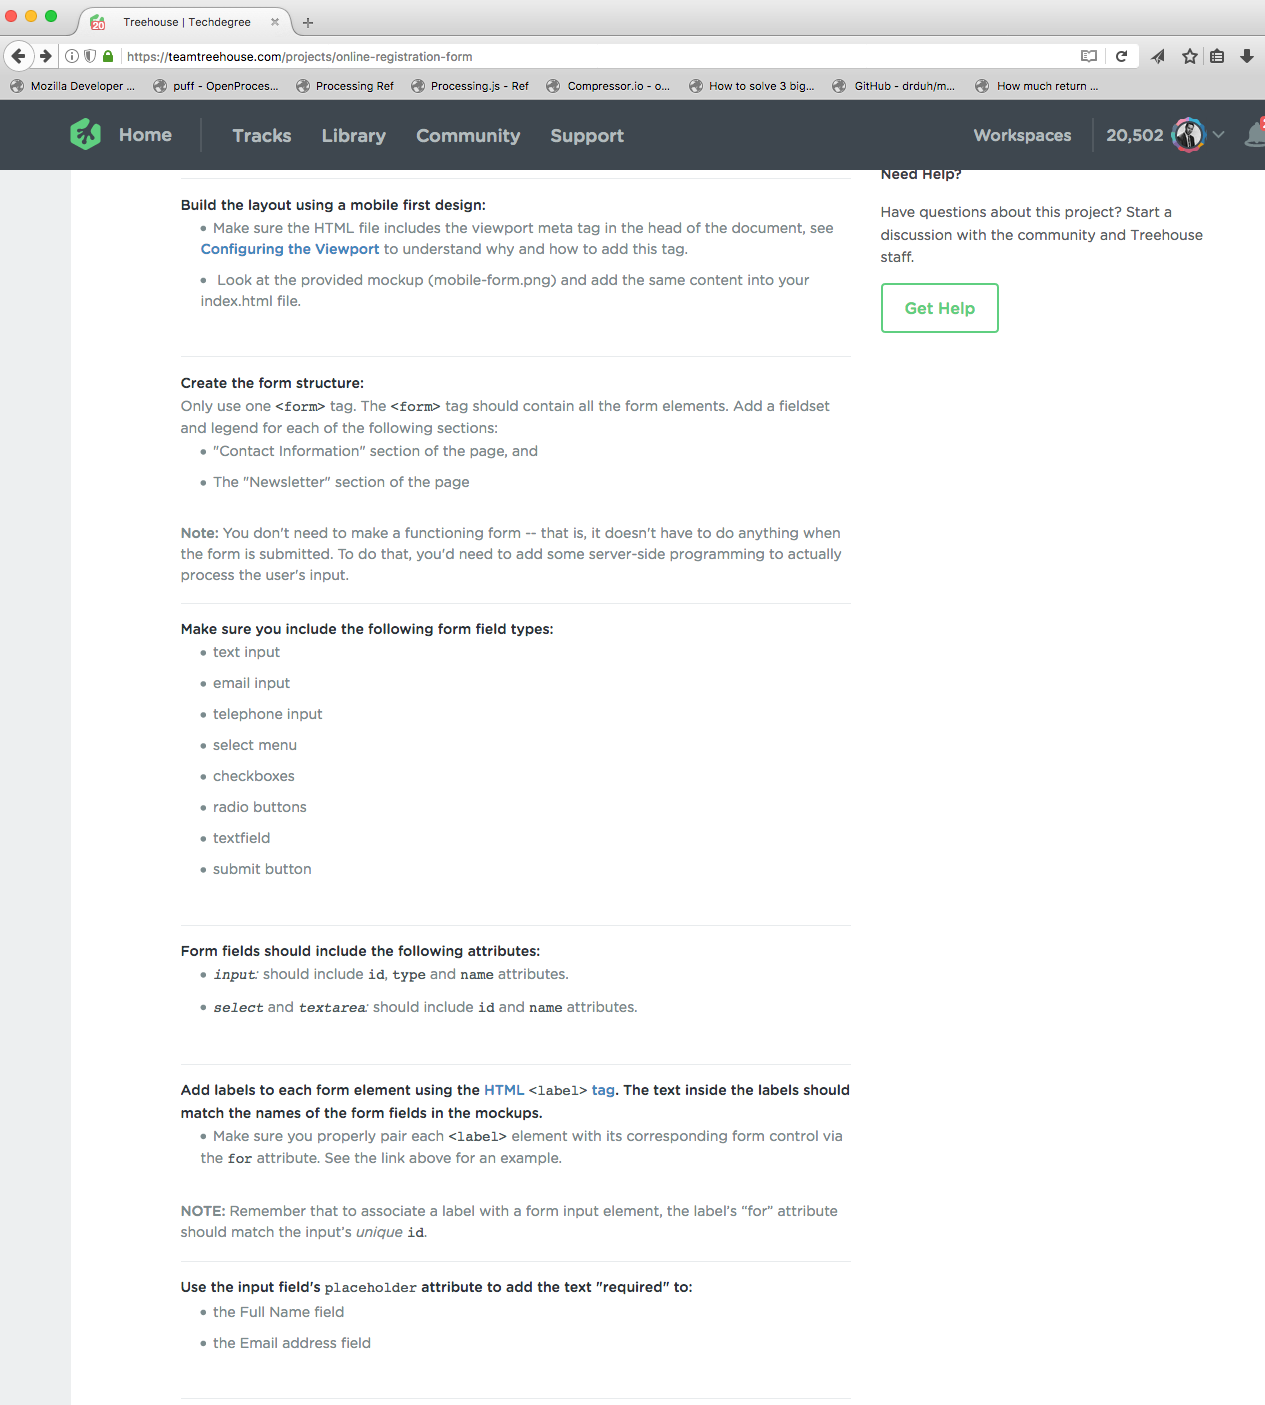 Treehouse | Techdegree
https://teamtreehouse.com/projects/online-registration-form
Mozilla Developer ... puff - OpenProces... Processing Ref Processing.js - Ref Compressor.io - o... How to solve 3 big... GitHub - drduh/m... How much return ...
Home Tracks Library Community Support Workspaces 20,502
Need Help?
Have questions about this project? Start a
discussion with the community and Treehouse
staff.
Get Help
Build the layout using a mobile first design:
• Make sure the HTML file includes the viewport meta tag in the head of the document, see
Configuring the Viewport to understand why and how to add this tag.
• Look at the provided mockup (mobile-form.png) and add the same content into your
index.html file.
Create the form structure:
Only use one <form> tag. The <form> tag should contain all the form elements. Add a fieldset
and legend for each of the following sections:
• "Contact Information" section of the page, and
• The "Newsletter" section of the page
Note: You don't need to make a functioning form -- that is, it doesn't have to do anything when
the form is submitted. To do that, you'd need to add some server-side programming to actually
process the user's input.
Make sure you include the following form field types:
• text input
• email input
• telephone input
• select menu
• checkboxes
• radio buttons
• textfield
• submit button
Form fields should include the following attributes:
• input: should include id, type and name attributes.
• select and textarea: should include id and name attributes.
Add labels to each form element using the HTML <label> tag. The text inside the labels should
match the names of the form fields in the mockups.
• Make sure you properly pair each <label> element with its corresponding form control via
the for attribute. See the link above for an example.
NOTE: Remember that to associate a label with a form input element, the label's “for” attribute
should match the input's unique id.
Use the input field's placeholder attribute to add the text "required" to:
• the Full Name field
• the Email address field